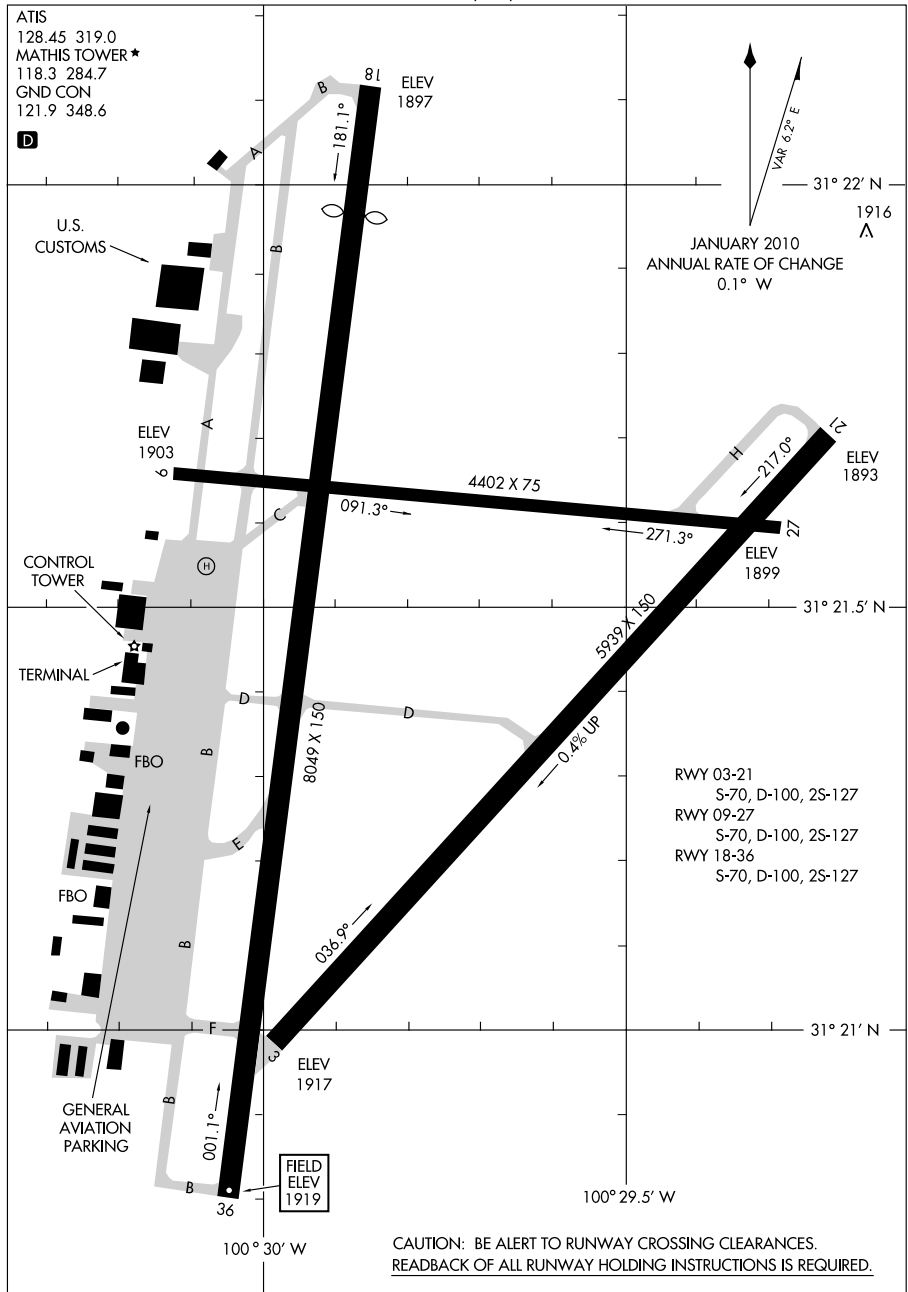 ATIS
128.45 319.0
MATHIS TOWER★
118.3 284.7
GND CON
121.9 348.6
D
18
ELEV
1897
B
A
181.1°
VAR 6.2° E
31° 22' N
1916
JANUARY 2010
ANNUAL RATE OF CHANGE
0.1° W
U.S.
CUSTOMS
B
A
ELEV
1903
9
4402 X 75
091.3°
271.3°
27
ELEV
1899
H
217.0°
21
ELEV
1893
C
H
CONTROL
TOWER
TERMINAL
31° 21.5' N
5939 X 150
D
D
8049 X 150
0.4% UP
B
FBO
E
RWY 03-21
S-70, D-100, 2S-127
RWY 09-27
S-70, D-100, 2S-127
RWY 18-36
S-70, D-100, 2S-127
FBO
B
036.9°
F
31° 21' N
3
ELEV
1917
GENERAL
AVIATION
PARKING
B
001.1°
B
36
FIELD
ELEV
1919
100° 29.5' W
100° 30' W
CAUTION: BE ALERT TO RUNWAY CROSSING CLEARANCES.
READBACK OF ALL RUNWAY HOLDING INSTRUCTIONS IS REQUIRED.